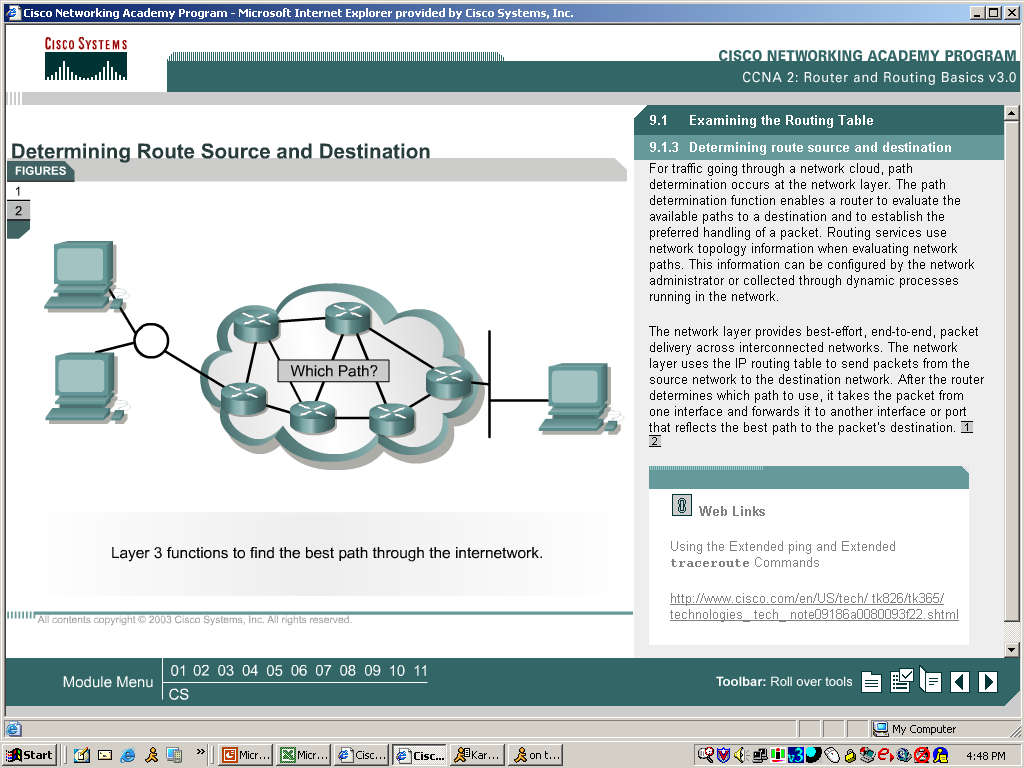 Cisco Networking Academy Program - Microsoft Internet Explorer provided by Cisco Systems, Inc.
CISCO SYSTEMS
CISCO NETWORKING ACADEMY PROGRAM
CCNA 2: Router and Routing Basics v3.0
Determining Route Source and Destination
FIGURES
1
2
Which Path?
Layer 3 functions to find the best path through the internetwork.
All contents copyright © 2003 Cisco Systems, Inc. All rights reserved.
9.1 Examining the Routing Table
9.1.3 Determining route source and destination
For traffic going through a network cloud, path
determination occurs at the network layer. The path
determination function enables a router to evaluate the
available paths to a destination and to establish the
preferred handling of a packet. Routing services use
network topology information when evaluating network
paths. This information can be configured by the network
administrator or collected through dynamic processes
running in the network.
The network layer provides best-effort, end-to-end, packet
delivery across interconnected networks. The network
layer uses the IP routing table to send packets from the
source network to the destination network. After the router
determines which path to use, it takes the packet from
one interface and forwards it to another interface or port
that reflects the best path to the packet's destination. 1
2
Web Links
Using the Extended ping and Extended
traceroute Commands
http://www.cisco.com/en/US/tech/ tk826/tk365/
technologies_ tech_ note09186a0080093f22.shtml
Module Menu
01 02 03 04 05 06 07 08 09 10 11
CS
Toolbar: Roll over tools
My Computer
Start
»
Micr...
Micr...
Cisc...
Cisc...
Kar...
on t...
4:48 PM